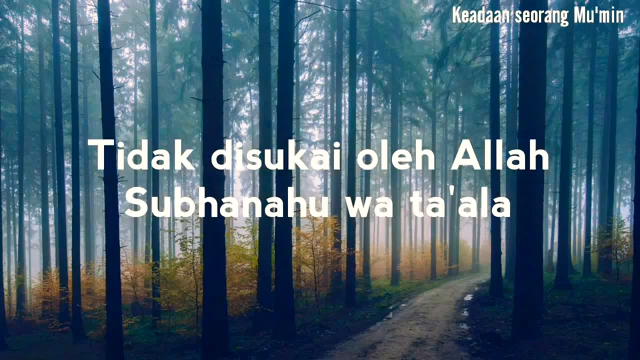 Keadaan seorang Mu'min
Tidak disukai oleh Allah
Subhanahu wa ta'ala